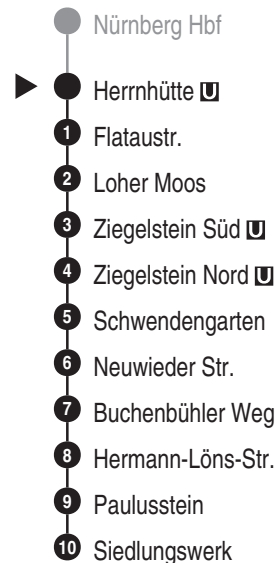 Nürnberg Hbf
Herrnhütte U
1 Flataustr.
2 Loher Moos
3 Ziegelstein Süd U
4 Ziegelstein Nord U
5 Schwendengarten
6 Neuwieder Str.
7 Buchenbühler Weg
8 Hermann-Löns-Str.
9 Paulusstein
10 Siedlungswerk